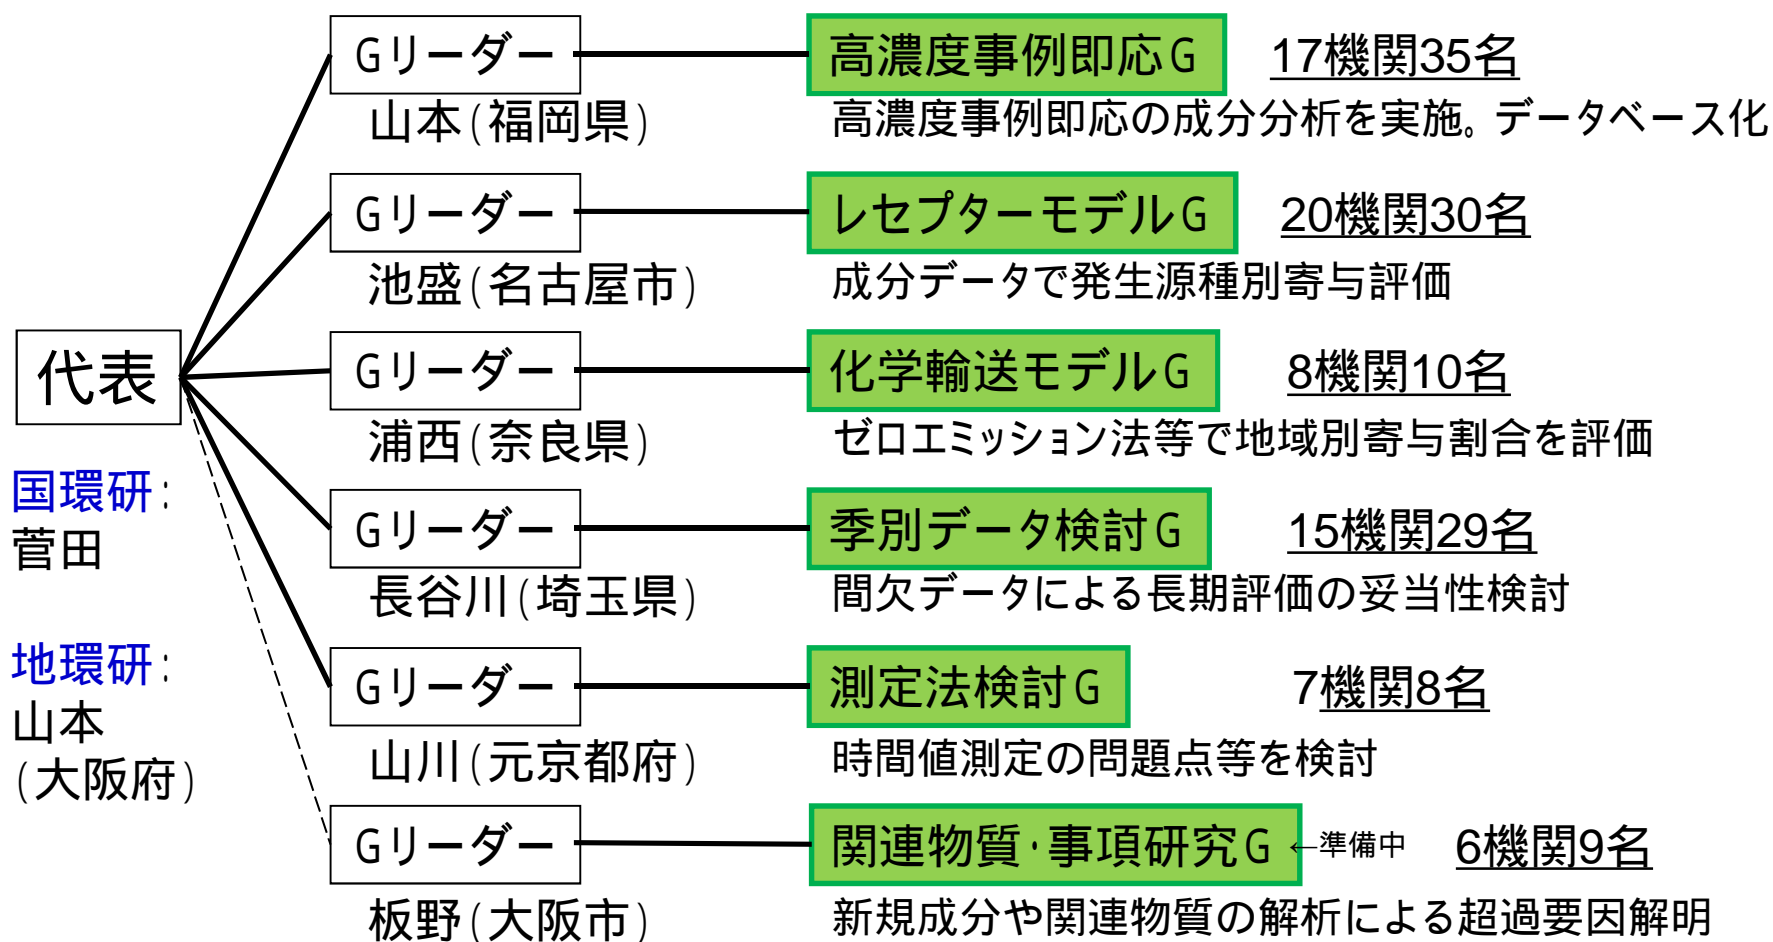 Gリーダー 高濃度事例即応G 17機関35名
山本(福岡県) 高濃度事例即応の成分分析を実施。データベース化
Gリーダー レセプターモデルG 20機関30名
池盛(名古屋市) 成分データで発生源種別寄与評価
代表
Gリーダー 化学輸送モデルG 8機関10名
浦西(奈良県) ゼロエミッション法等で地域別寄与割合を評価
国環研:
菅田
Gリーダー 季別データ検討G 15機関29名
長谷川(埼玉県) 間欠データによる長期評価の妥当性検討
地環研:
山本
(大阪府)
Gリーダー 測定法検討G 7機関8名
山川(元京都府) 時間値測定の問題点等を検討
Gリーダー 関連物質・事項研究G ←準備中 6機関9名
板野(大阪市) 新規成分や関連物質の解析による超過要因解明